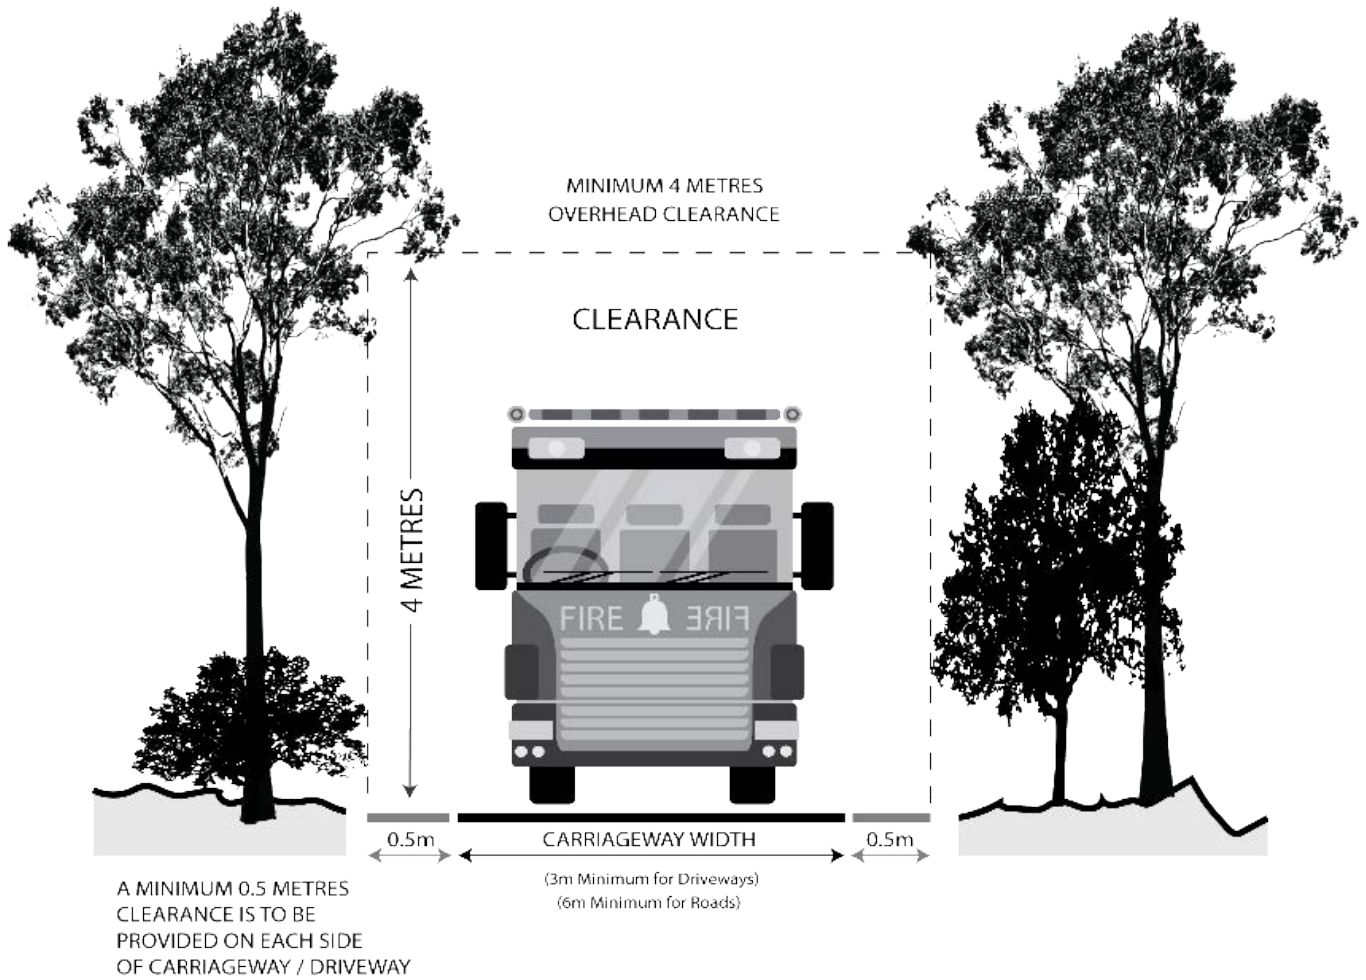 MINIMUM 4 METRES
OVERHEAD CLEARANCE
CLEARANCE
4 METRES
FIRE FIRE
0.5m
CARRIAGEWAY WIDTH
0.5m
(3m Minimum for Driveways)
(6m Minimum for Roads)
A MINIMUM 0.5 METRES
CLEARANCE IS TO BE
PROVIDED ON EACH SIDE
OF CARRIAGEWAY / DRIVEWAY